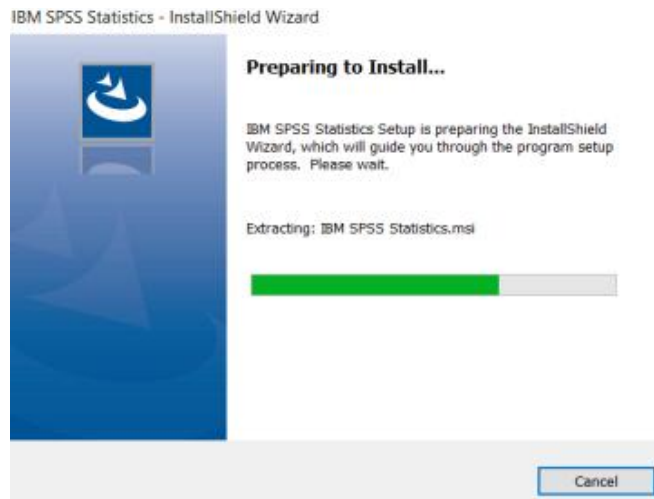 IBM SPSS Statistics - InstallShield Wizard
Preparing to Install...
IBM SPSS Statistics Setup is preparing the InstallShield
Wizard, which will guide you through the program setup
process. Please wait.
Extracting: IBM SPSS Statistics.msi
Cancel